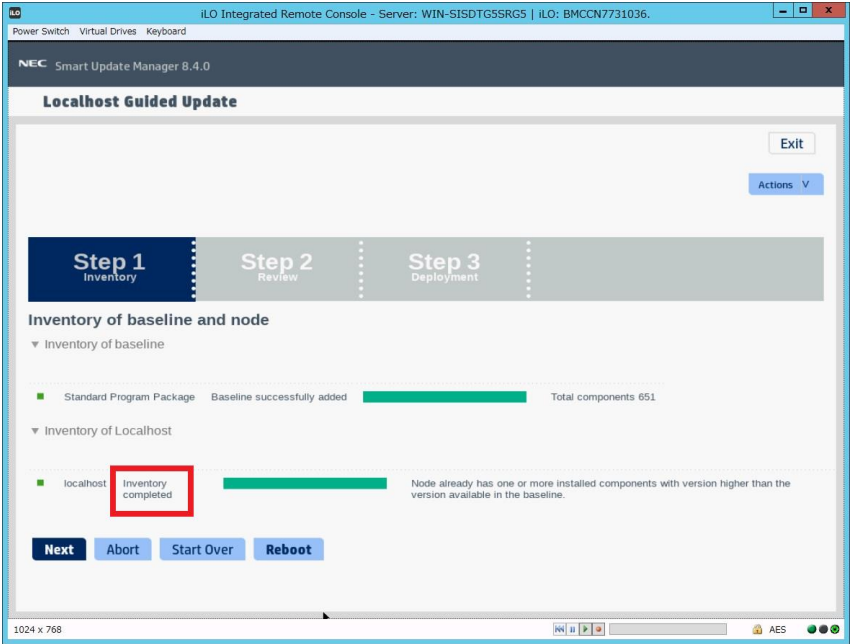 iLO
iLO Integrated Remote Console - Server: WIN-SISDTG5SRG5 | iLO: BMCCN7731036.
Power Switch Virtual Drives Keyboard
NEC Smart Update Manager 8.4.0
Localhost Guided Update
Exit
Actions V
Step 1
Inventory
Step 2
Review
Step 3
Deployment
Inventory of baseline and node
Inventory of baseline
Standard Program Package Baseline successfully added Total components 651
Inventory of Localhost
localhost Inventory completed
Node already has one or more installed components with version higher than the
version available in the baseline.
Next Abort Start Over Reboot
1024 x 768
AES